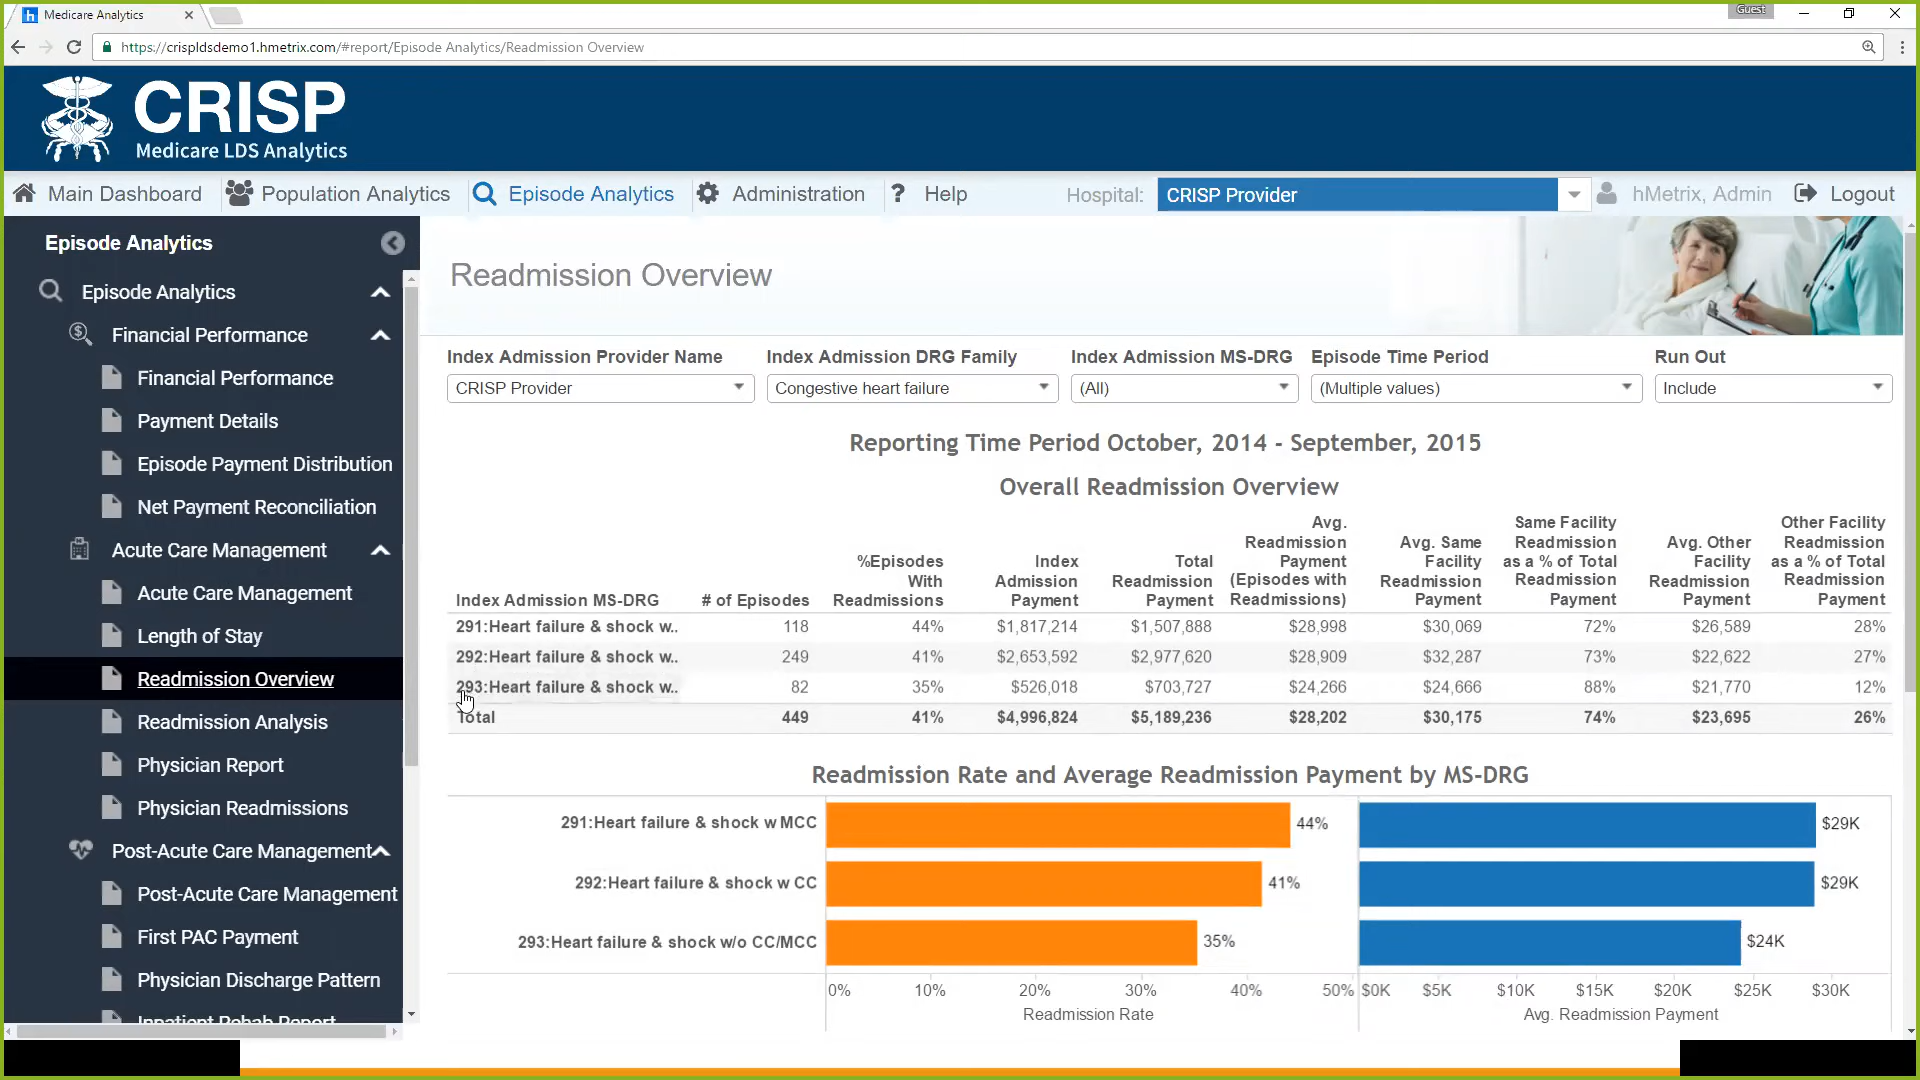 Medicare Analytics
Guest
https://crispldsdemo1.hmetrix.com/#report/Episode Analytics/Readmission Overview
CRISP
Medicare LDS Analytics
Main Dashboard
Population Analytics
Episode Analytics
Administration
? Help
Hospital:
CRISP Provider
hMetrix, Admin
Logout
Episode Analytics
Episode Analytics
Financial Performance
Financial Performance
Payment Details
Episode Payment Distribution
Net Payment Reconciliation
Acute Care Management
Acute Care Management
Length of Stay
Readmission Overview
Readmission Analysis
Physician Report
Physician Readmissions
Post-Acute Care Management
Post-Acute Care Management
First PAC Payment
Physician Discharge Pattern
Inpatient Rehab Report
Readmission Overview
Index Admission Provider Name
CRISP Provider
Index Admission DRG Family
Congestive heart failure
Index Admission MS-DRG
(All)
Episode Time Period
(Multiple values)
Run Out
Include
Reporting Time Period October, 2014 - September, 2015
Overall Readmission Overview
Index Admission MS-DRG
# of Episodes
%Episodes
With
Readmissions
Index
Admission
Payment
Total
Readmission
Payment
Avg.
Readmission
Payment
(Episodes with
Readmissions)
Avg. Same
Facility
Readmission
Payment
Same Facility
Readmission
as a % of Total
Readmission
Payment
Avg. Other
Facility
Readmission
Payment
Other Facility
Readmission
as a % of Total
Readmission
Payment
291:Heart failure & shock w.. 118 44% $1,817,214 $1,507,888 $28,998 $30,069 72% $26,589 28%
292:Heart failure & shock w.. 249 41% $2,653,592 $2,977,620 $28,909 $32,287 73% $22,622 27%
293:Heart failure & shock w.. 82 35% $526,018 $703,727 $24,266 $24,666 88% $21,770 12%
Total 449 41% $4,996,824 $5,189,236 $28,202 $30,175 74% $23,695 26%
Readmission Rate and Average Readmission Payment by MS-DRG
291:Heart failure & shock w MCC 44% $29K
292:Heart failure & shock w CC 41% $29K
293:Heart failure & shock w/o CC/MCC 35% $24K
0% 10% 20% 30% 40% 50% $0K $5K $10K $15K $20K $25K $30K
Readmission Rate
Avg. Readmission Payment